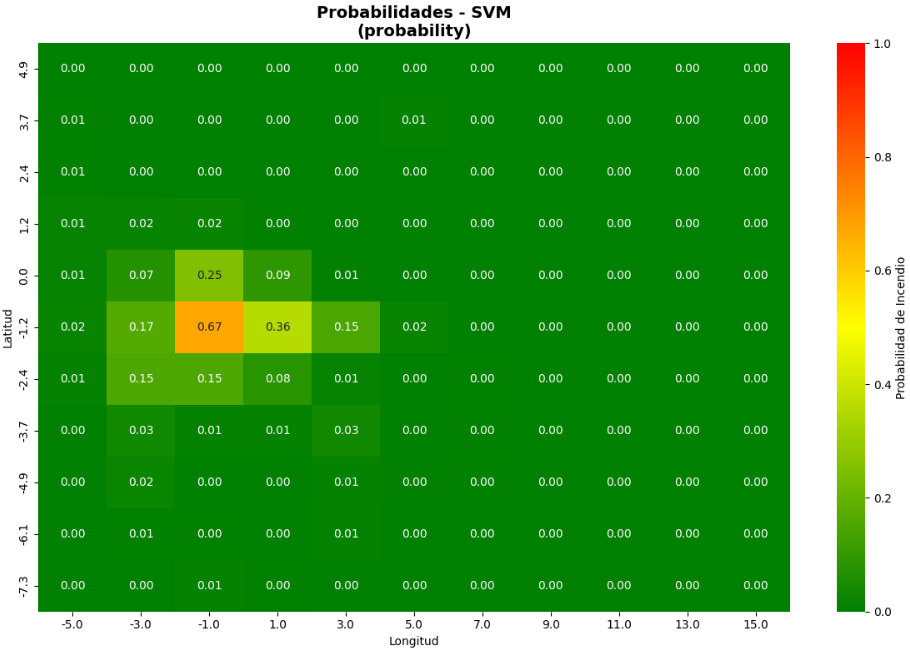 Probabilidades - SVM
(probability)
4.9 0.00 0.00 0.00 0.00 0.00 0.00 0.00 0.00 0.00 0.00 0.00
3.7 0.01 0.00 0.00 0.00 0.00 0.01 0.00 0.00 0.00 0.00 0.00
2.4 0.01 0.00 0.00 0.00 0.00 0.00 0.00 0.00 0.00 0.00 0.00
1.2 0.01 0.02 0.02 0.00 0.00 0.00 0.00 0.00 0.00 0.00 0.00
0.0 0.01 0.07 0.25 0.09 0.01 0.00 0.00 0.00 0.00 0.00 0.00
-1.2 0.02 0.17 0.67 0.36 0.15 0.02 0.00 0.00 0.00 0.00 0.00
-2.4 0.01 0.15 0.15 0.08 0.01 0.00 0.00 0.00 0.00 0.00 0.00
-3.7 0.00 0.03 0.01 0.01 0.03 0.00 0.00 0.00 0.00 0.00 0.00
-4.9 0.00 0.02 0.00 0.00 0.01 0.00 0.00 0.00 0.00 0.00 0.00
-6.1 0.00 0.01 0.00 0.00 0.01 0.00 0.00 0.00 0.00 0.00 0.00
-7.3 0.00 0.00 0.01 0.00 0.00 0.00 0.00 0.00 0.00 0.00 0.00
-5.0 -3.0 -1.0 1.0 3.0 5.0 7.0 9.0 11.0 13.0 15.0
Longitud
Latitud
1.0
0.8
0.6
0.4
0.2
0.0
Probabilidad de Incendio